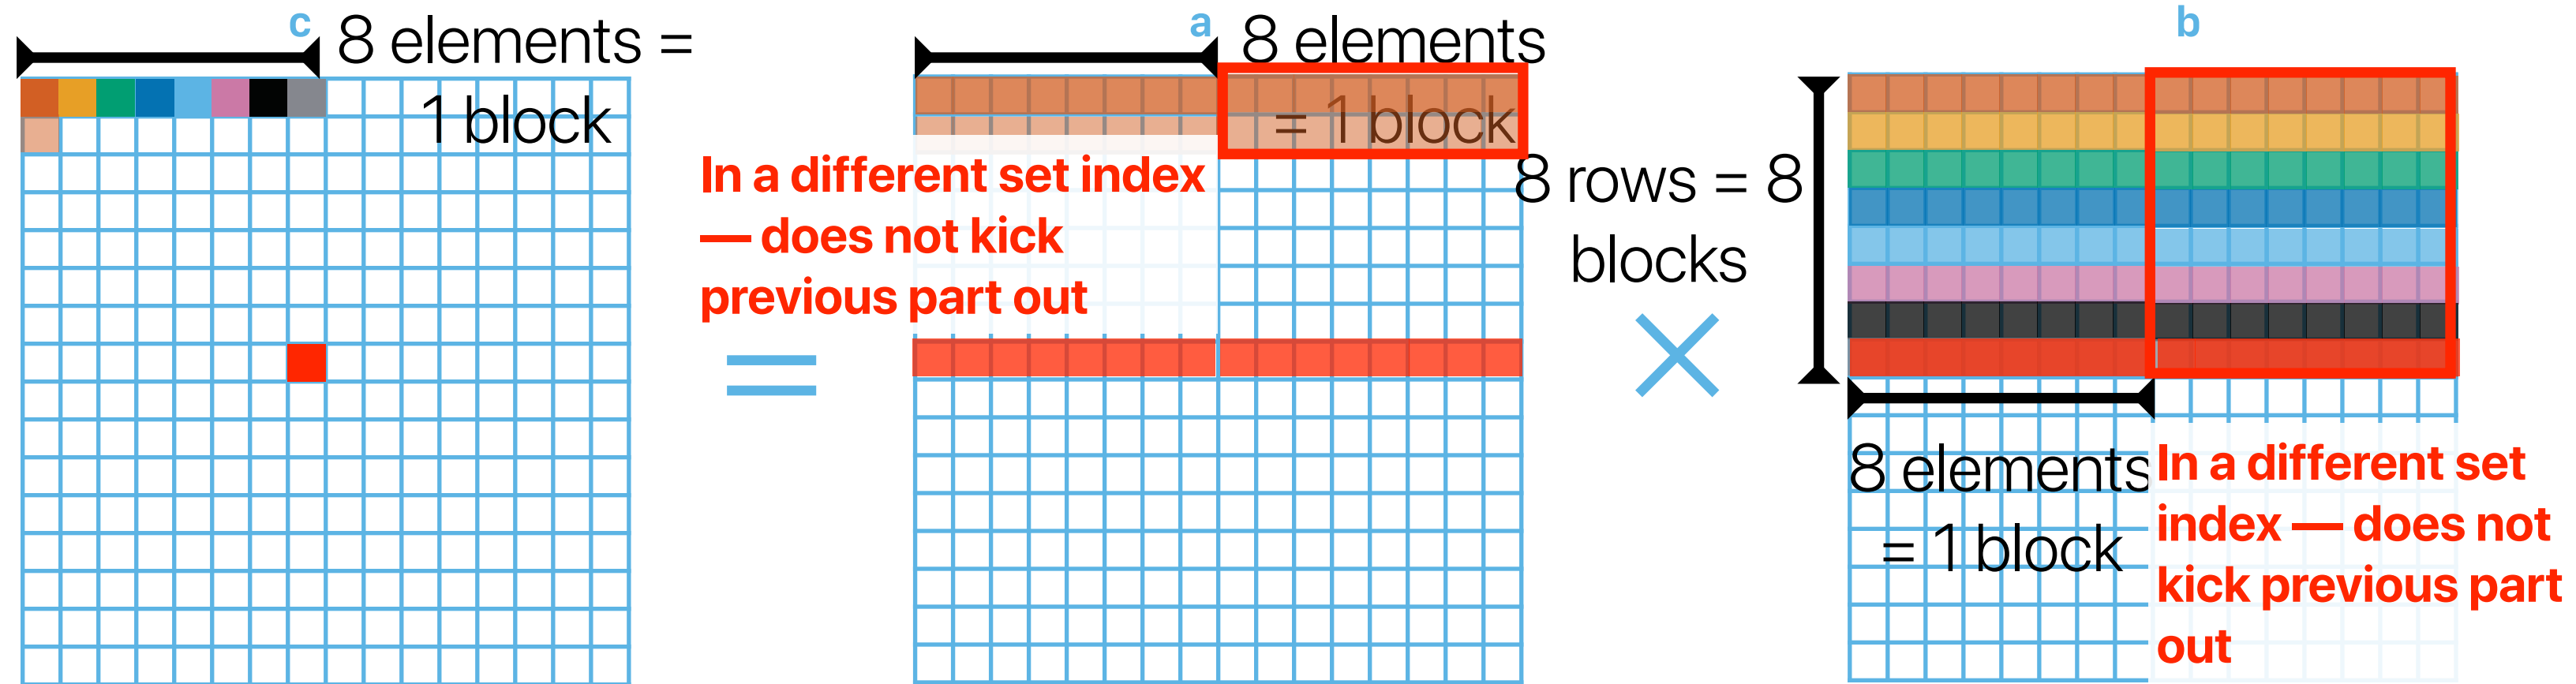 c
8 elements =
1 block
a
8 elements
= 1 block
In a different set index
— does not kick
previous part out
8 rows = 8
blocks
b
8 elements
= 1 block
In a different set
index — does not
kick previous part
out
=
×